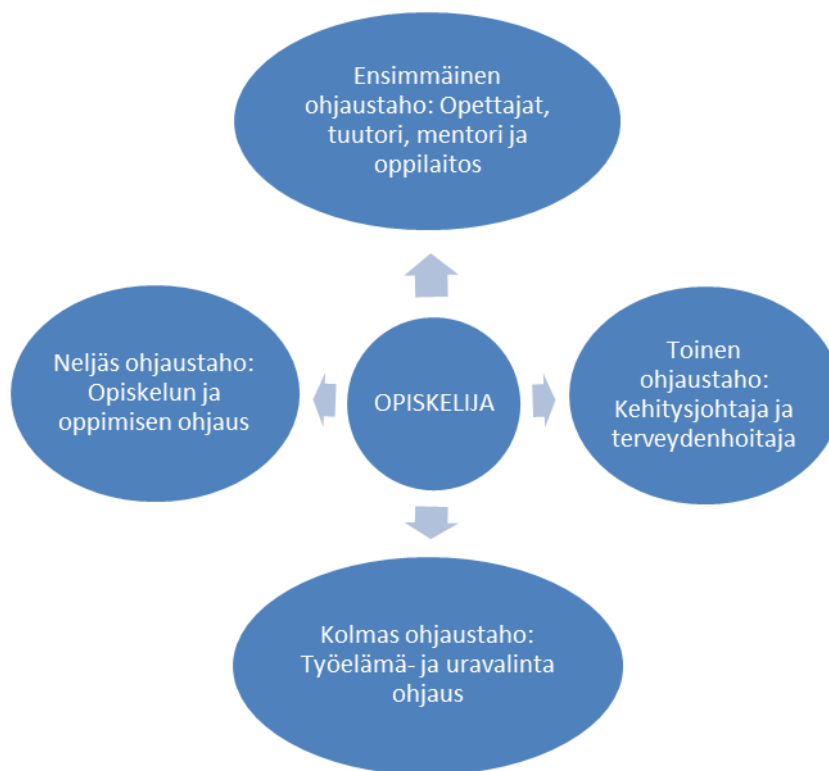 Ensimmäinen
ohjaustaho: Opettajat,
tuutori, mentori ja
oppilaitos
Neljäs ohjaustaho:
Opiskelun ja
oppimisen ohjaus
OPISKELIJA
Toinen
ohjaustaho:
Kehitysjohtaja ja
terveydenhoitaja
Kolmas ohjaustaho:
Työelämä- ja uravalinta
ohjaus